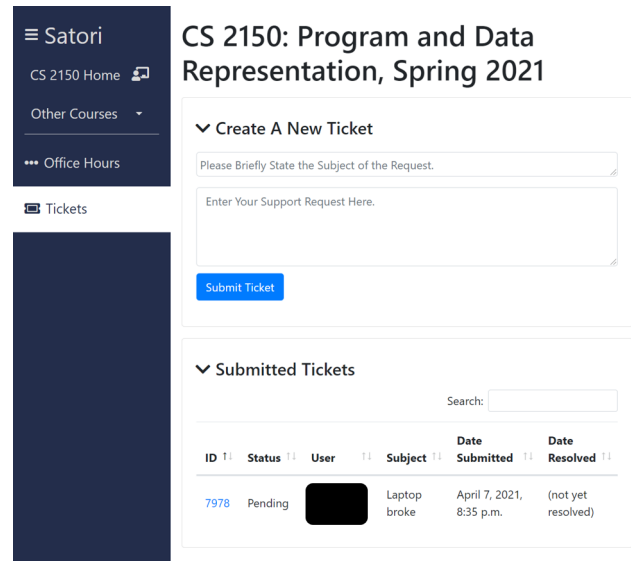 Satori
CS 2150 Home
Other Courses
Office Hours
Tickets
CS 2150: Program and Data
Representation, Spring 2021
Create A New Ticket
Please Briefly State the Subject of the Request.
Enter Your Support Request Here.
Submit Ticket
Submitted Tickets
Search:
ID Status User Subject Date Submitted Date Resolved
7978 Pending Laptop broke April 7, 2021, 8:35 p.m. (not yet resolved)